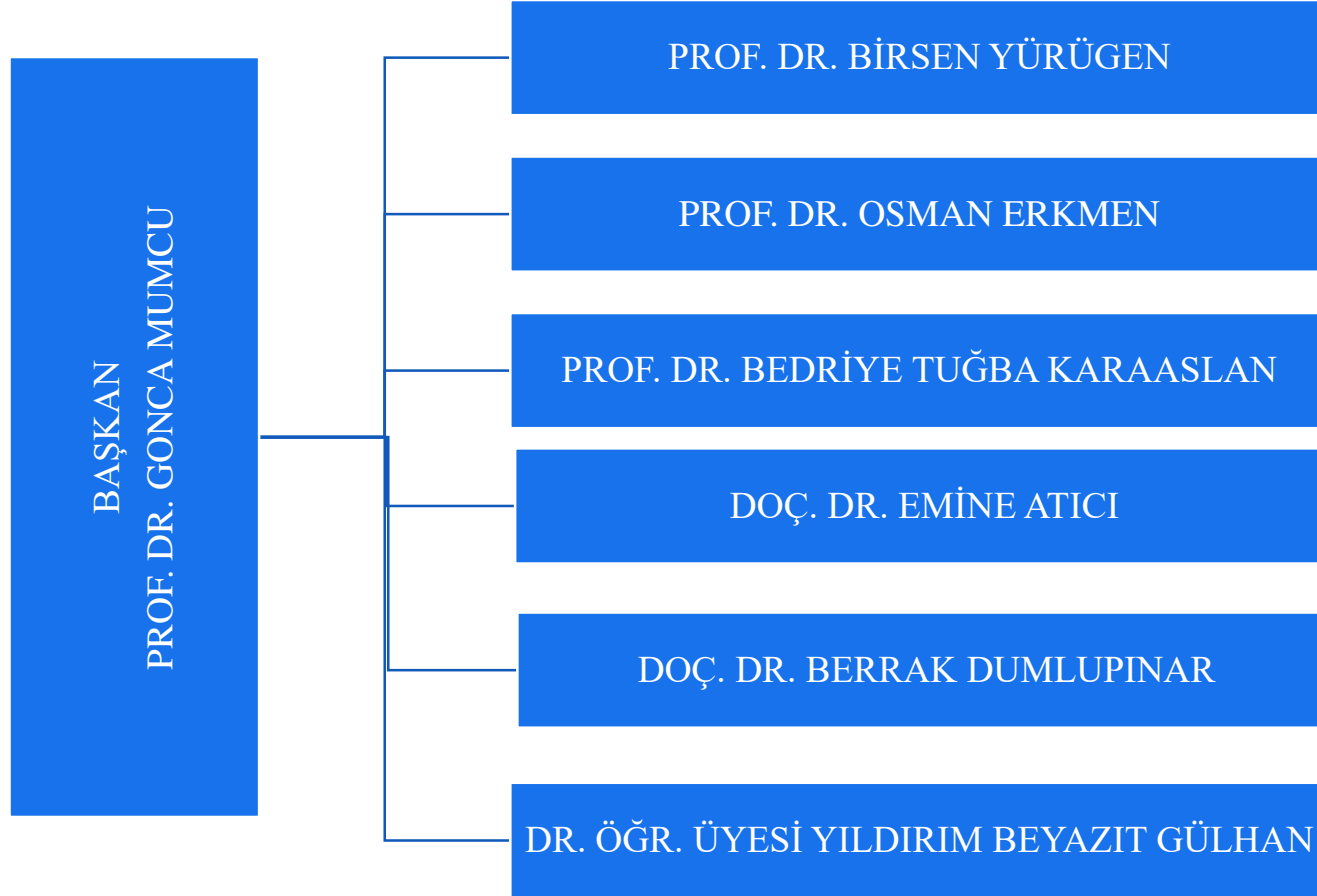 BAŞKAN
PROF. DR. GONCA MUMCU
PROF. DR. BİRSEN YÜRÜGEN
PROF. DR. OSMAN ERKMEN
PROF. DR. BEDRİYE TUĞBA KARAASLAN
DOÇ. DR. EMİNE ATICI
DOÇ. DR. BERRAK DUMLUPINAR
DR. ÖĞR. ÜYESİ YILDIRIM BEYAZIT GÜLHAN